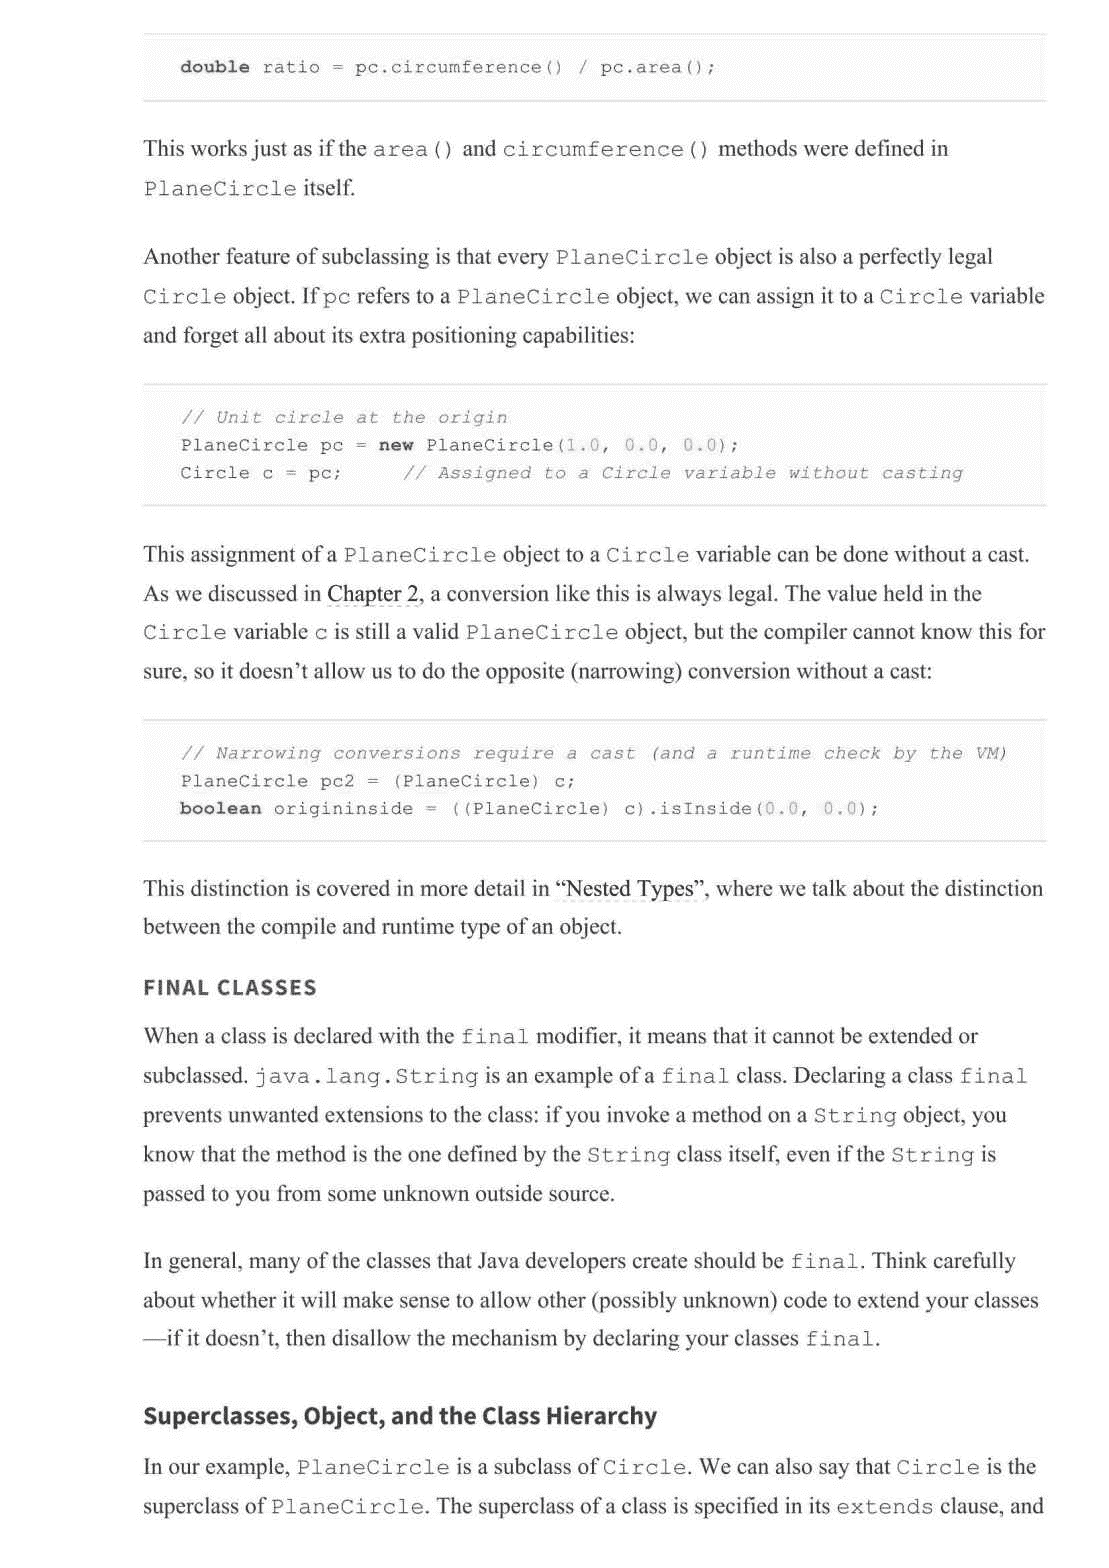 double ratio = pc.circumference() / pc.area();
This works just as if the area() and circumference() methods were defined in
PlaneCircle itself.
Another feature of subclassing is that every PlaneCircle object is also a perfectly legal
Circle object. If pc refers to a PlaneCircle object, we can assign it to a Circle variable
and forget all about its extra positioning capabilities:
// Unit circle at the origin
PlaneCircle pc = new PlaneCircle(1.0, 0.0, 0.0);
Circle c = pc;     // Assigned to a Circle variable without casting
This assignment of a PlaneCircle object to a Circle variable can be done without a cast.
As we discussed in Chapter 2, a conversion like this is always legal. The value held in the
Circle variable c is still a valid PlaneCircle object, but the compiler cannot know this for
sure, so it doesn’t allow us to do the opposite (narrowing) conversion without a cast:
// Narrowing conversions require a cast (and a runtime check by the VM)
PlaneCircle pc2 = (PlaneCircle) c;
boolean origininside = ((PlaneCircle) c).isInside(0.0, 0.0);
This distinction is covered in more detail in “Nested Types”, where we talk about the distinction
between the compile and runtime type of an object.
FINAL CLASSES
When a class is declared with the final modifier, it means that it cannot be extended or
subclassed. java.lang.String is an example of a final class. Declaring a class final
prevents unwanted extensions to the class: if you invoke a method on a String object, you
know that the method is the one defined by the String class itself, even if the String is
passed to you from some unknown outside source.
In general, many of the classes that Java developers create should be final. Think carefully
about whether it will make sense to allow other (possibly unknown) code to extend your classes
—if it doesn’t, then disallow the mechanism by declaring your classes final.
Superclasses, Object, and the Class Hierarchy
In our example, PlaneCircle is a subclass of Circle. We can also say that Circle is the
superclass of PlaneCircle. The superclass of a class is specified in its extends clause, and